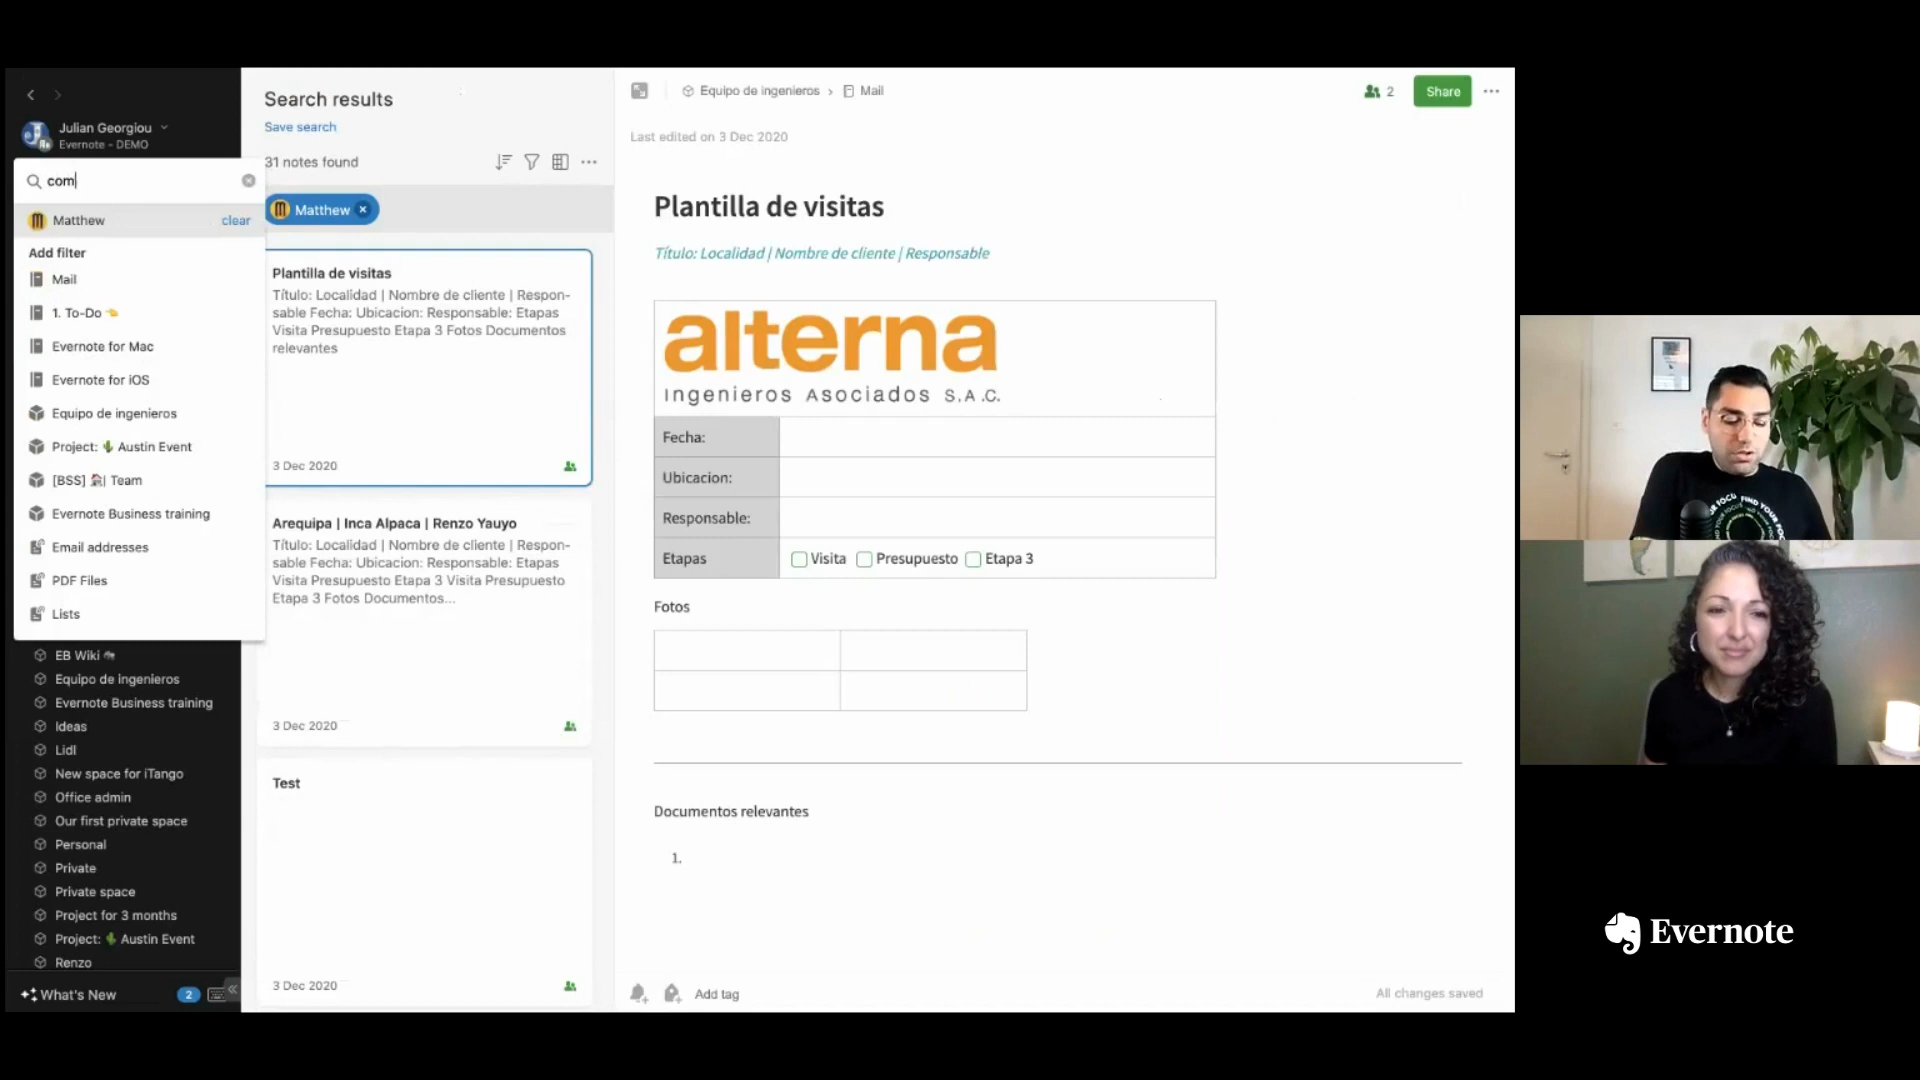 Julian Georgiou
Evernote - DEMO
com
Matthew
clear
Add filter
Mail
1. To-Do
Evernote for Mac
Evernote for iOS
Equipo de ingenieros
Project: Austin Event
[BSS] | Team
Evernote Business training
Email addresses
PDF Files
Lists
EB Wiki
Equipo de ingenieros
Evernote Business training
Ideas
Lidl
New space for iTango
Office admin
Our first private space
Personal
Private
Private space
Project for 3 months
Project: Austin Event
Renzo
What's New
2
Search results
Save search
31 notes found
Matthew
Plantilla de visitas
Título: Localidad | Nombre de cliente | Respon-
sable Fecha: Ubicacion: Responsable: Etapas
Visita Presupuesto Etapa 3 Fotos Documentos
relevantes
3 Dec 2020
Arequipa | Inca Alpaca | Renzo Yauyo
Título: Localidad | Nombre de cliente | Respon-
sable Fecha: Ubicacion: Responsable: Etapas
Visita Presupuesto Etapa 3 Visita Presupuesto
Etapa 3 Fotos Documentos...
3 Dec 2020
Test
3 Dec 2020
Equipo de ingenieros › Mail
2
Share
Last edited on 3 Dec 2020
Plantilla de visitas
Título: Localidad | Nombre de cliente | Responsable
alterna
Ingenieros Asociados S.A.C.
Fecha:
Ubicacion:
Responsable:
Etapas
Visita Presupuesto Etapa 3
Fotos
Documentos relevantes
1.
Add tag
All changes saved
FIND YOUR FOCU
Evernote